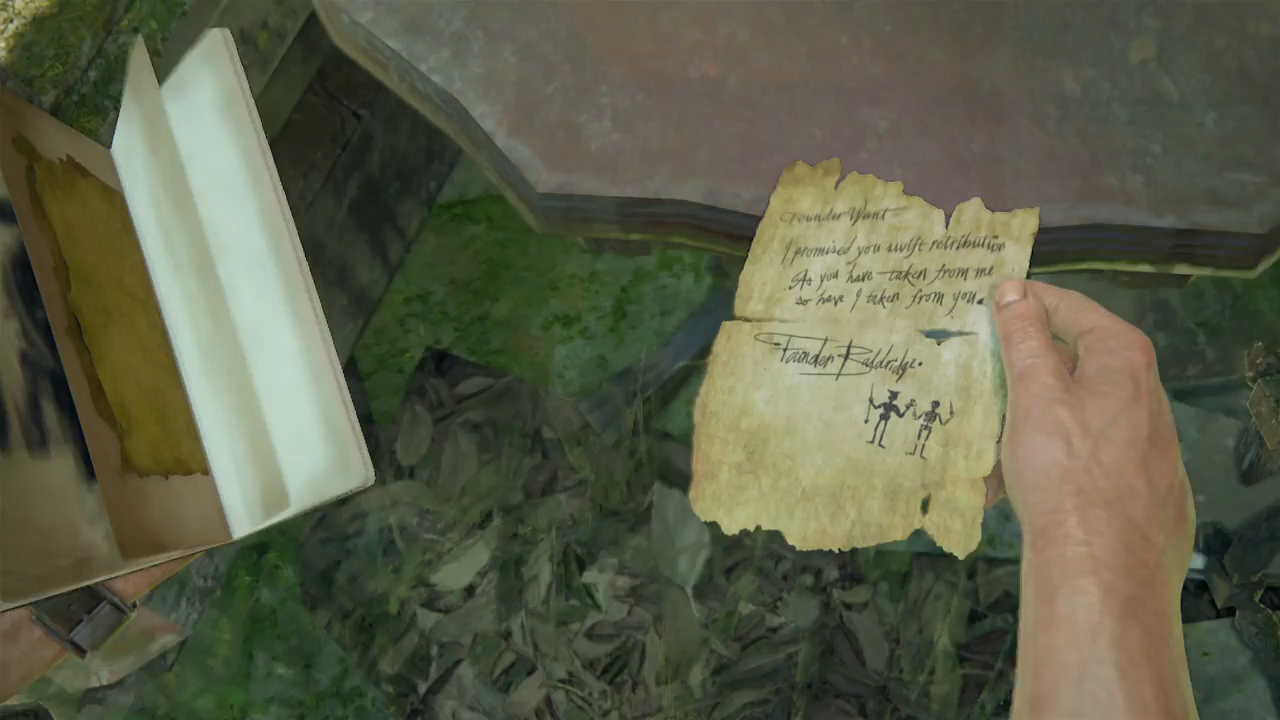 Founder Want
I promised you swift retribution
As you have taken from me
so have I taken from you.
Founder Baldridge.